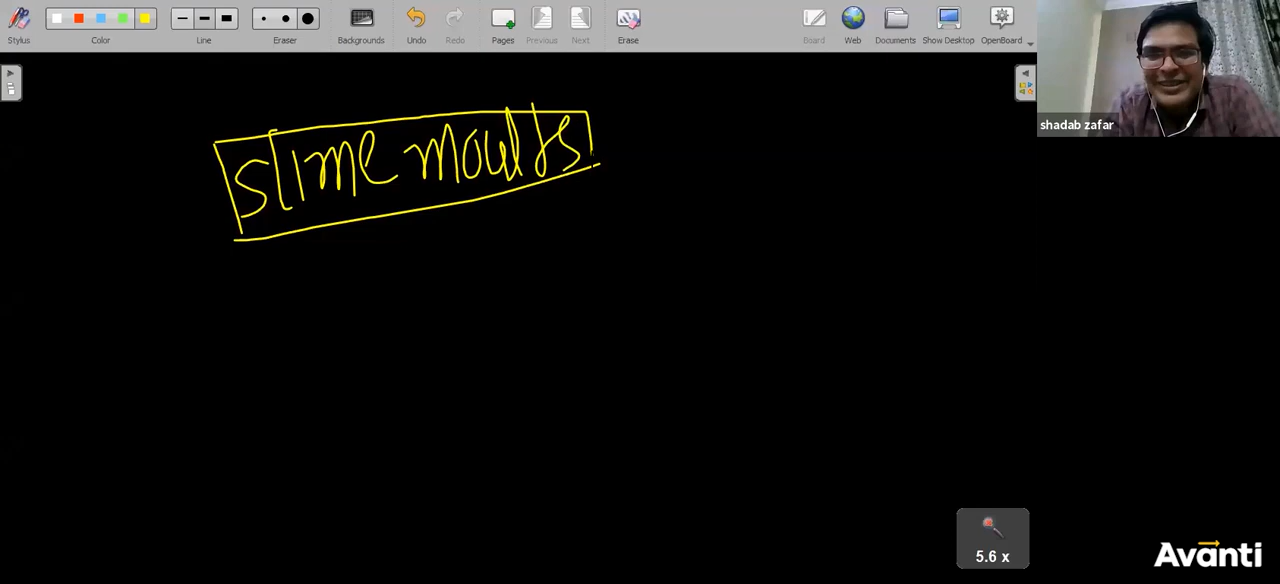 Stylus Color Line Eraser Backgrounds Undo Redo Pages Previous Next Erase Board Web Documents Show Desktop OpenBoard
shadab zafar
slime moulds
5.6 x
Avanti